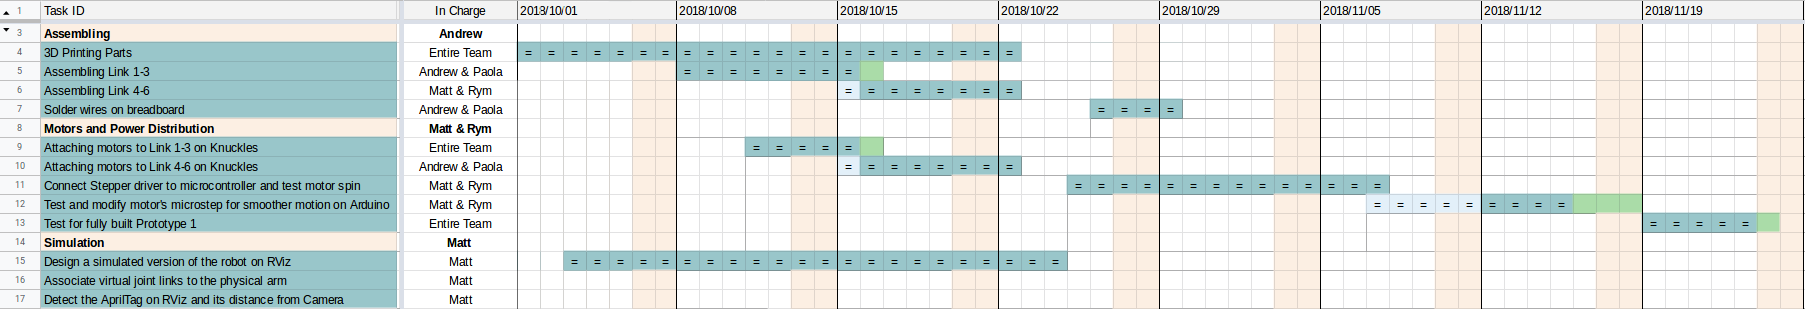 1 Task ID In Charge 2018/10/01 2018/10/08 2018/10/15 2018/10/22 2018/10/29 2018/11/05 2018/11/12 2018/11/19
3 Assembling Andrew
4 3D Printing Parts Entire Team = = = = = = = = = = = = = = = = = = = = = =
5 Assembling Link 1-3 Andrew & Paola = = = = = = = =
6 Assembling Link 4-6 Matt & Rym = = = = = = = =
7 Solder wires on breadboard Andrew & Paola = = = =
8 Motors and Power Distribution Matt & Rym
9 Attaching motors to Link 1-3 on Knuckles Entire Team = = = = =
10 Attaching motors to Link 4-6 on Knuckles Andrew & Paola = = = = = = = =
11 Connect Stepper driver to microcontroller and test motor spin Matt & Rym = = = = = = = = = = = = = =
12 Test and modify motor's microstep for smoother motion on Arduino Matt & Rym = = = = = = = = =
13 Test for fully built Prototype 1 Entire Team = = = = =
14 Simulation Matt
15 Design a simulated version of the robot on RViz Matt = = = = = = = = = = = = = = = = = = = = = =
16 Associate virtual joint links to the physical arm Matt
17 Detect the AprilTag on RViz and its distance from Camera Matt